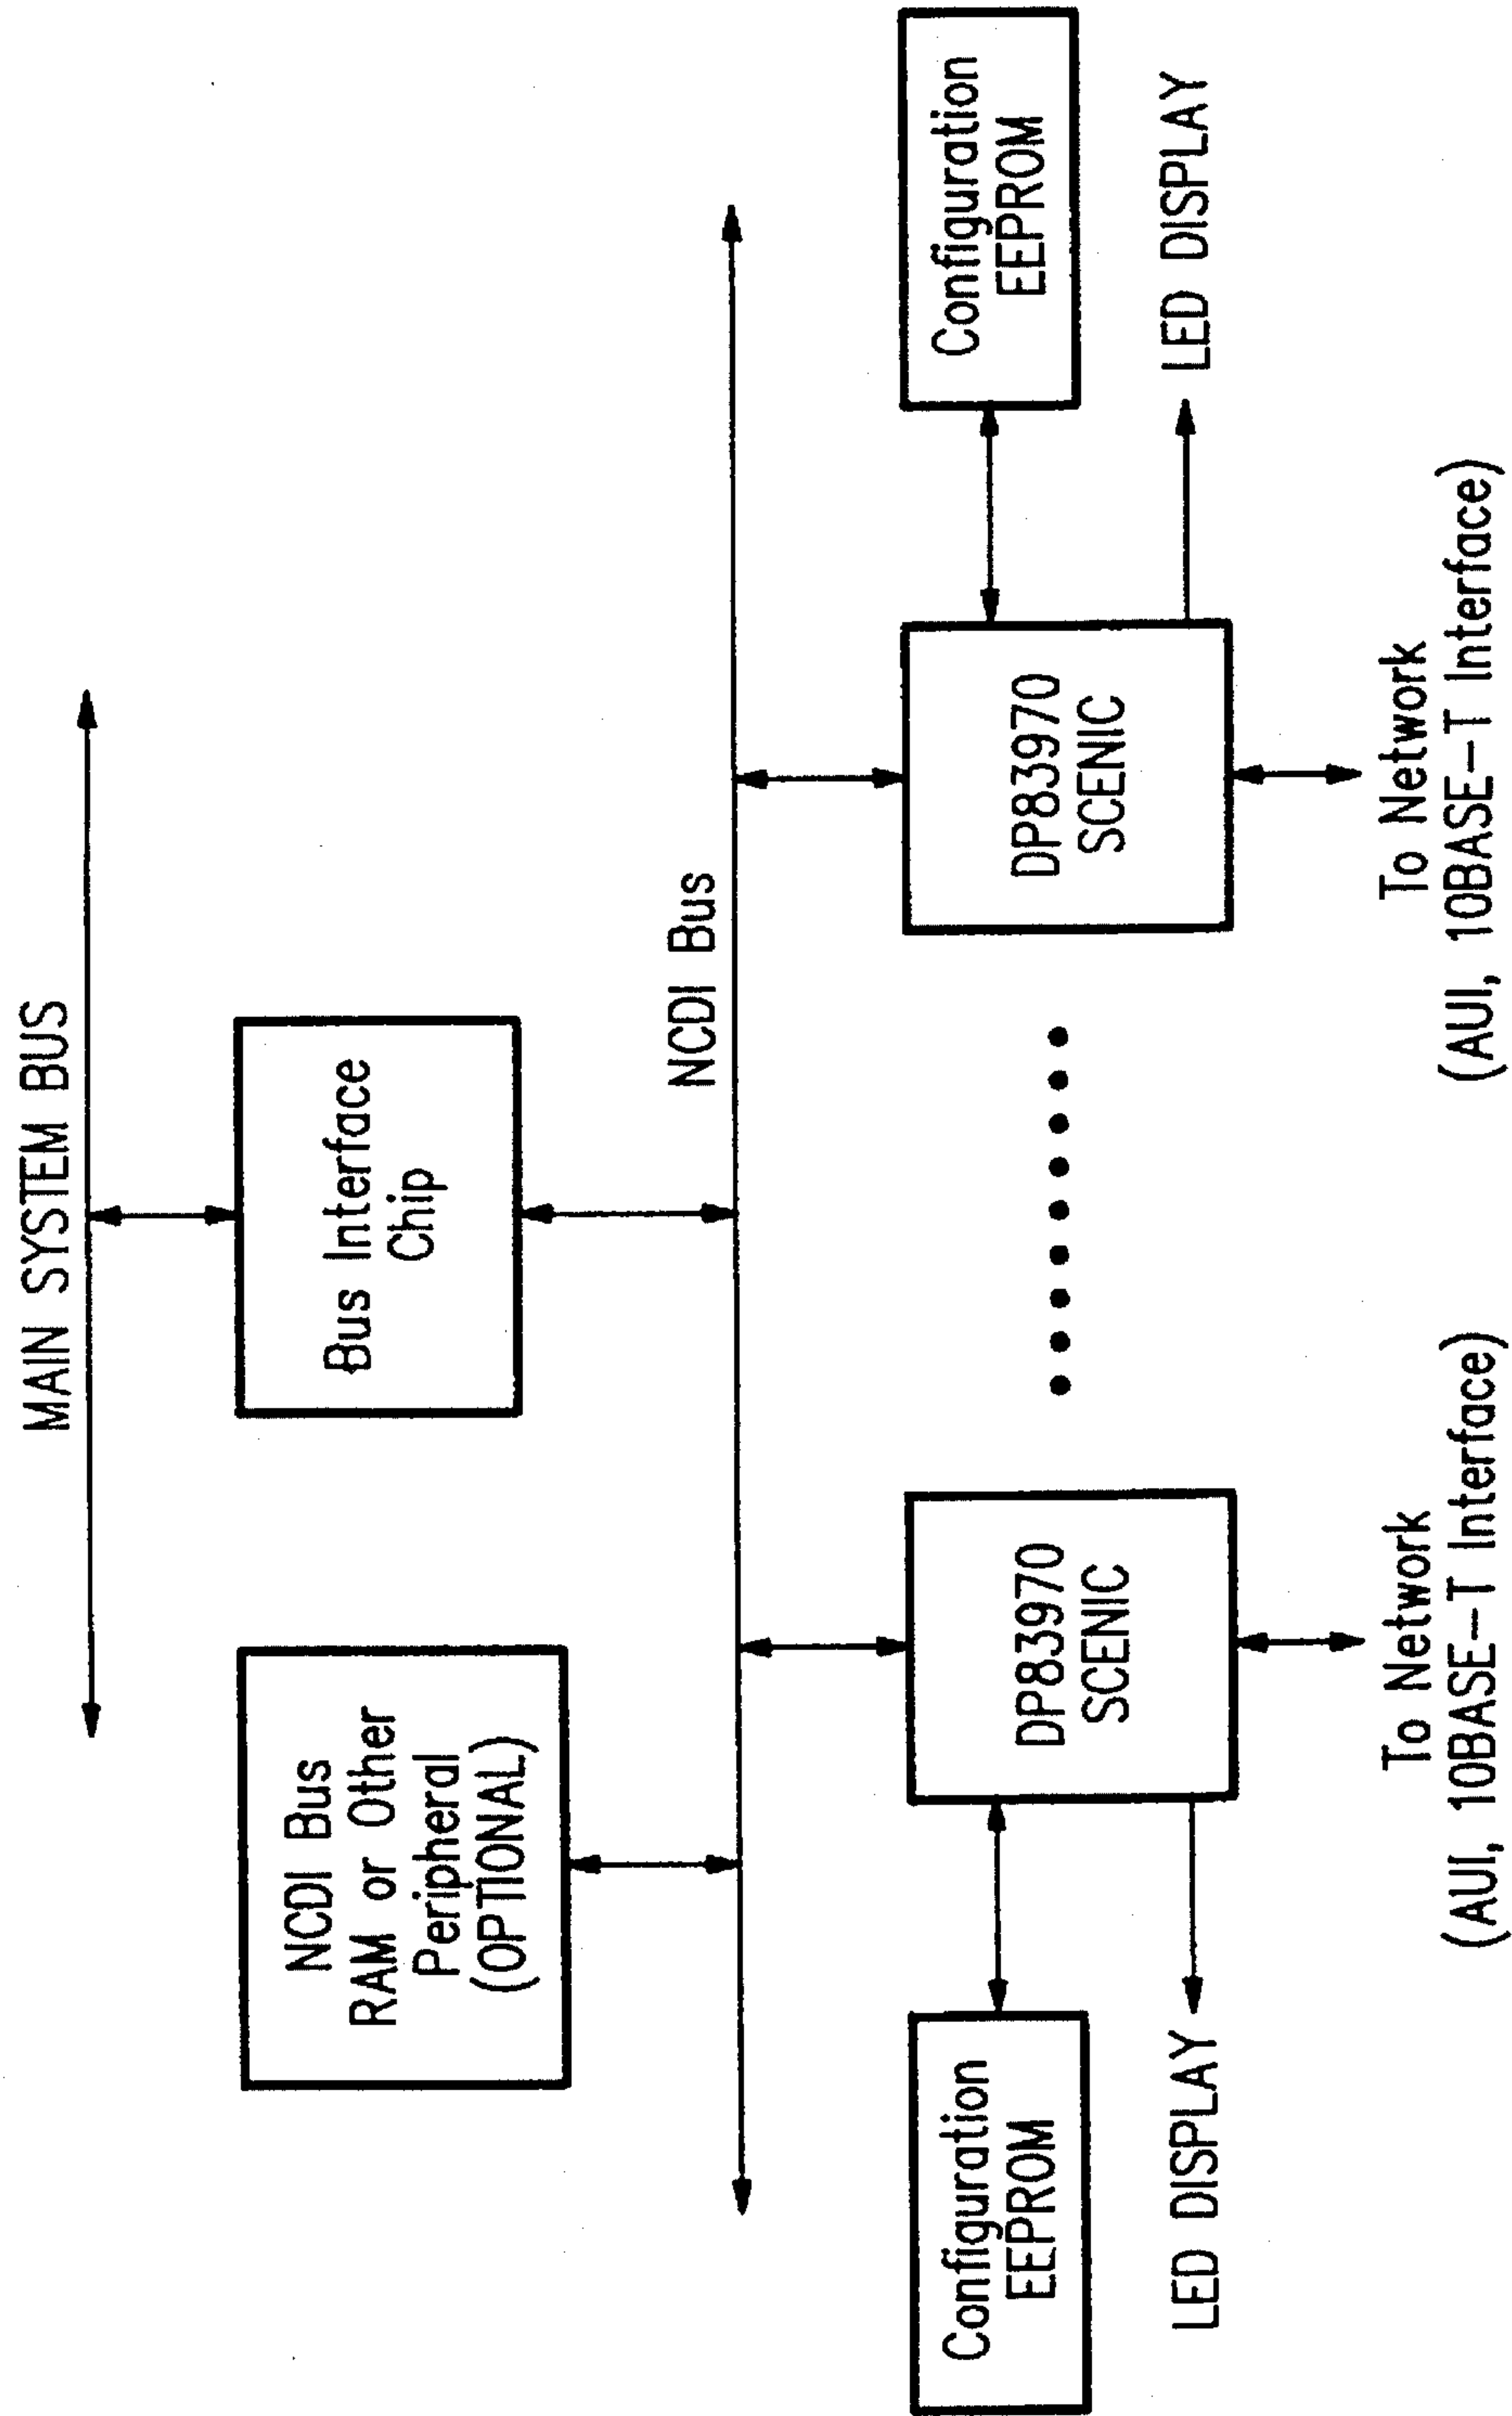 MAIN SYSTEM BUS
NCDI Bus
RAM or Other
Peripheral
(OPTIONAL)
Bus Interface
Chip
NCDI Bus
Configuration
EEPROM
LED DISPLAY
DP83970
SCENIC
To Network
(AUI, 10BASE-T Interface)
DP83970
SCENIC
To Network
(AUI, 10BASE-T Interface)
Configuration
EEPROM
LED DISPLAY